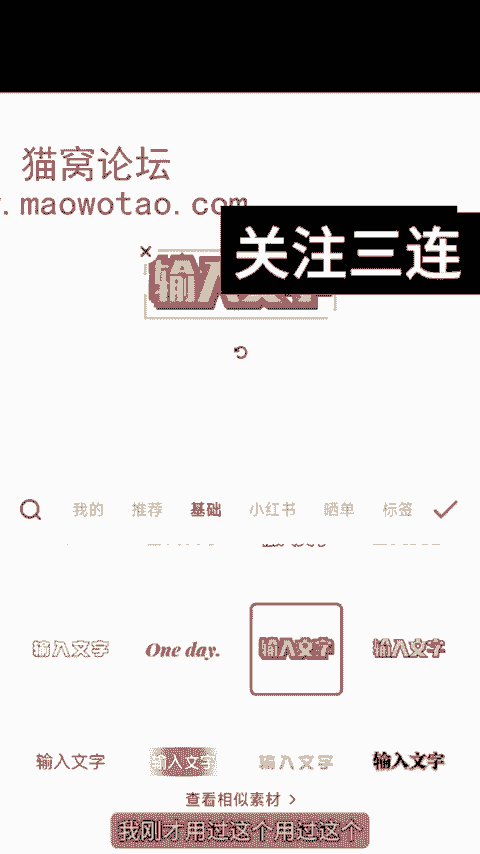 猫窝论坛
.maowotao.com
关注三连
输入文字
我的 推荐 基础 小红书 晒单 标签
输入文字 One day. 输入文字 输入文字
输入文字 输入文字 输入文字 输入文字
查看相似素材 >
我刚才用过这个用过这个